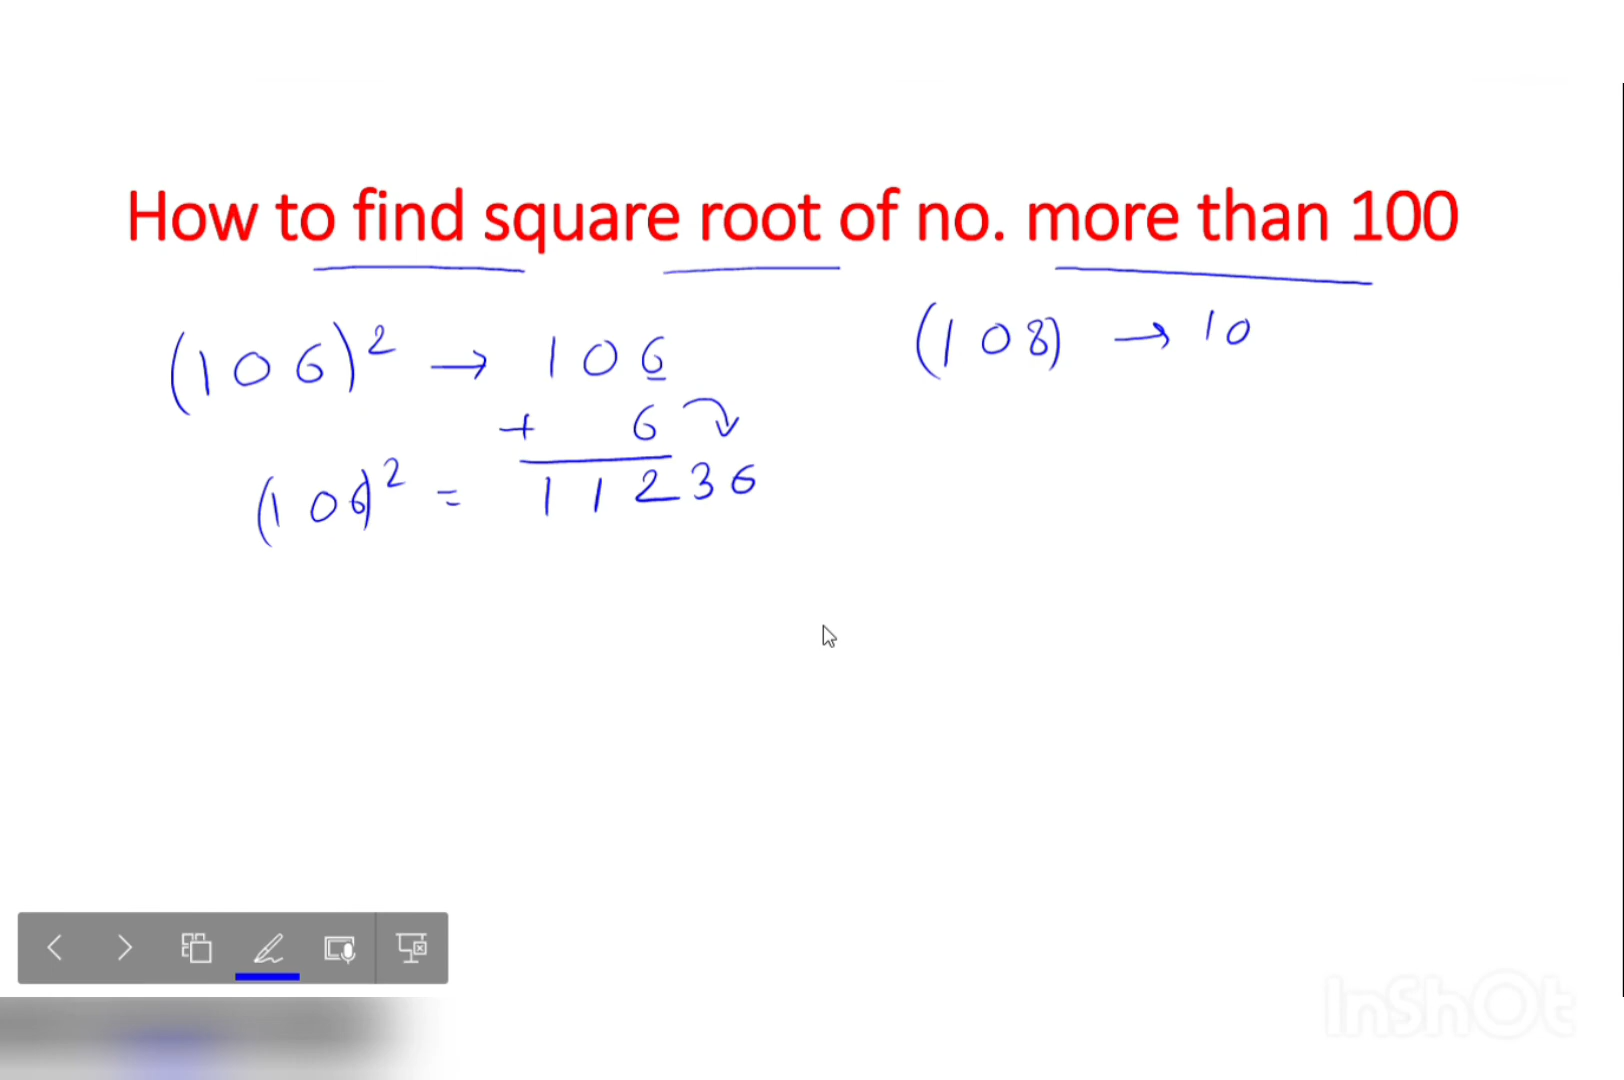 How to find square root of no. more than 100
(106)² → 106
+ 6
(106)² = 11236
(108) → 10
InShOt